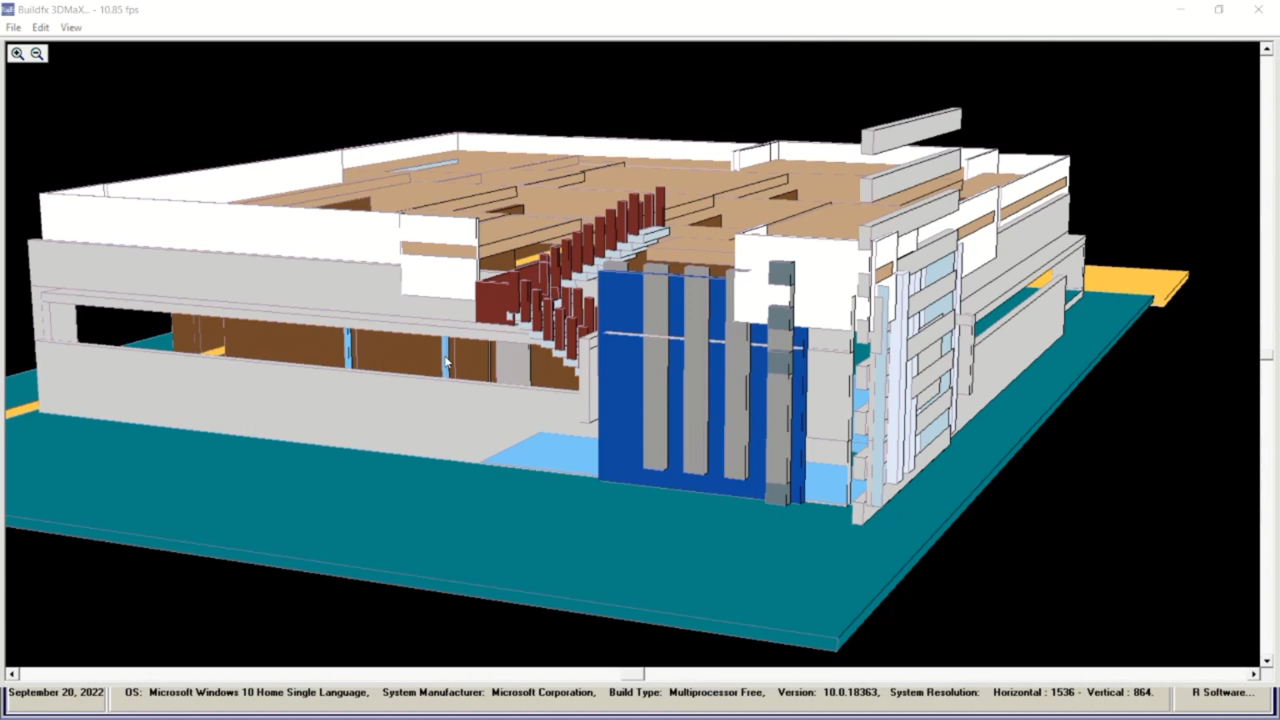 Buildfx 3DMaX... - 10.85 fps
File Edit View
September 20, 2022 OS: Microsoft Windows 10 Home Single Language, System Manufacturer: Microsoft Corporation, Build Type: Multiprocessor Free, Version: 10.0.18363, System Resolution: Horizontal : 1536 - Vertical : 864. R Software...